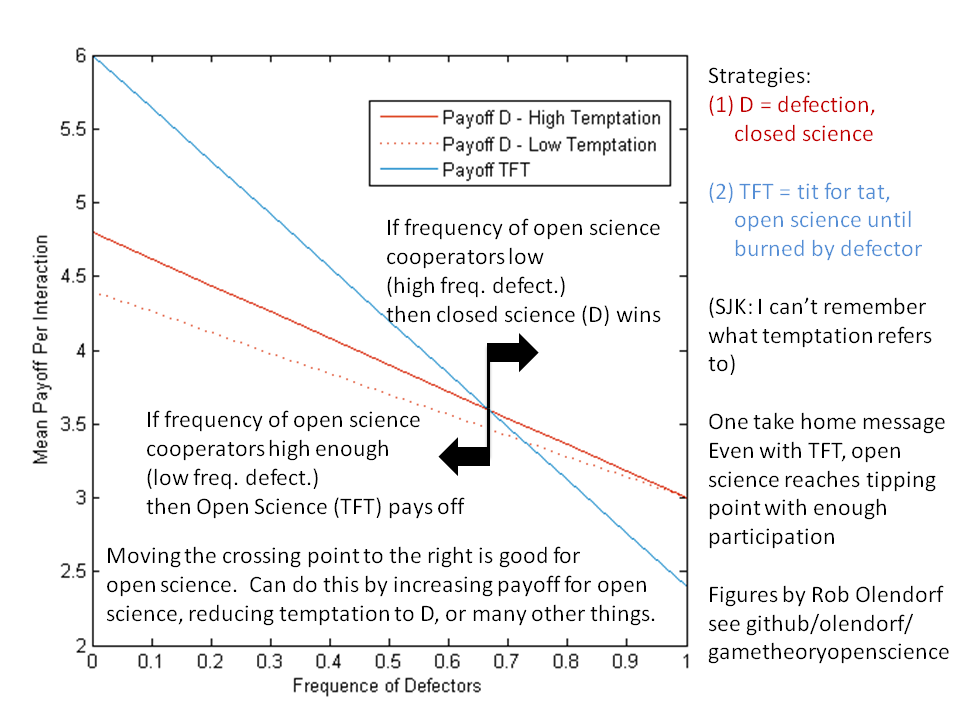 6
5.5
5
4.5
4
3.5
3
2.5
2
0
0.1
0.2
0.3
0.4
0.5
0.6
0.7
0.8
0.9
1
Mean Payoff Per Interaction
Frequence of Defectors
Payoff D - High Temptation
Payoff D - Low Temptation
Payoff TFT
If frequency of open science
cooperators low
(high freq. defect.)
then closed science (D) wins
If frequency of open science
cooperators high enough
(low freq. defect.)
then Open Science (TFT) pays off
Moving the crossing point to the right is good for
open science.  Can do this by increasing payoff for open
science, reducing temptation to D, or many other things.
Strategies:
(1) D = defection,
closed science
(2) TFT = tit for tat,
open science until
burned by defector
(SJK: I can’t remember
what temptation refers
to)
One take home message
Even with TFT, open
science reaches tipping
point with enough
participation
Figures by Rob Olendorf
see github/olendorf/
gametheoryopenscience